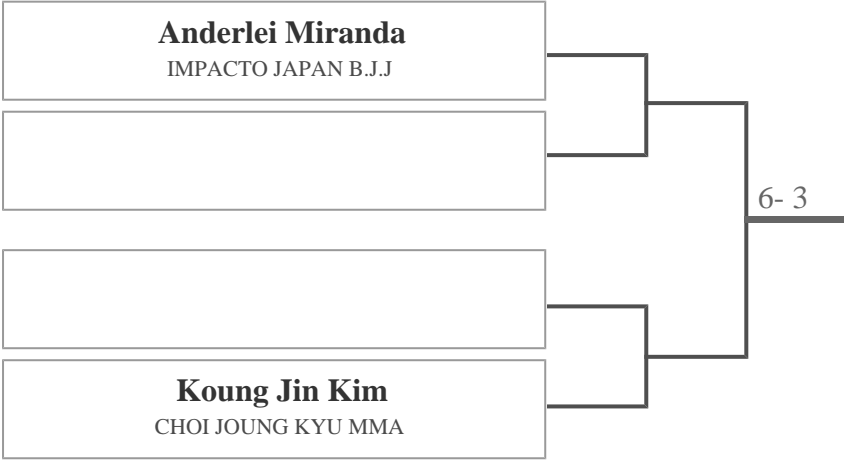 Anderlei Miranda
IMPACTO JAPAN B.J.J
6- 3
Koung Jin Kim
CHOI JOUNG KYU MMA